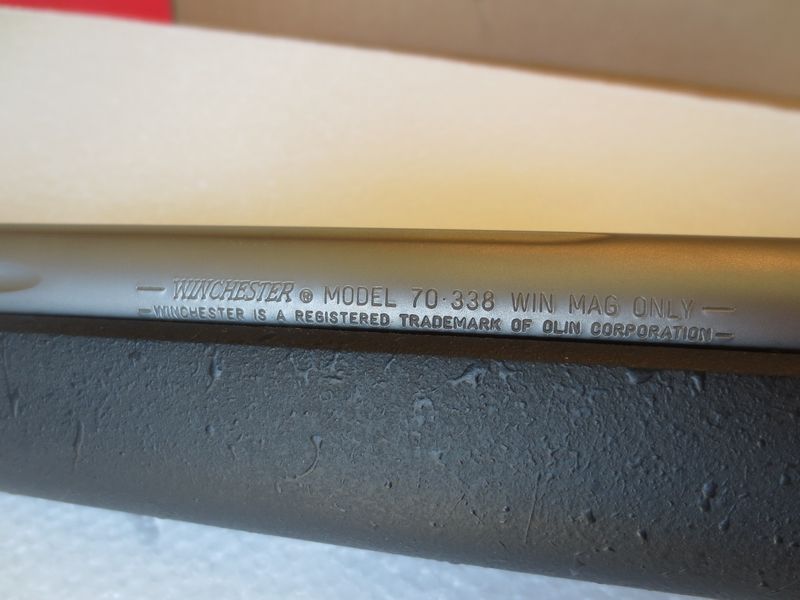 — WINCHESTER ® MODEL 70·338 WIN MAG ONLY —
—WINCHESTER IS A REGISTERED TRADEMARK OF OLIN CORPORATION—